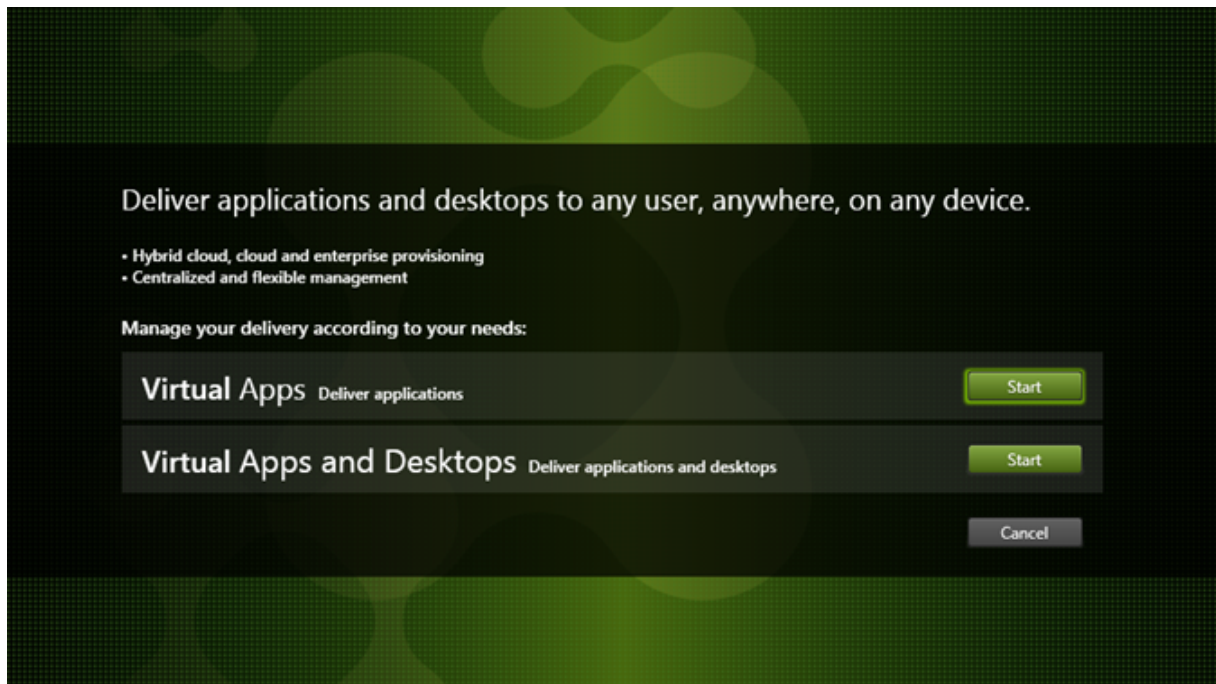 Deliver applications and desktops to any user, anywhere, on any device.
• Hybrid cloud, cloud and enterprise provisioning
• Centralized and flexible management
Manage your delivery according to your needs:
Virtual Apps Deliver applications Start
Virtual Apps and Desktops Deliver applications and desktops Start
Cancel